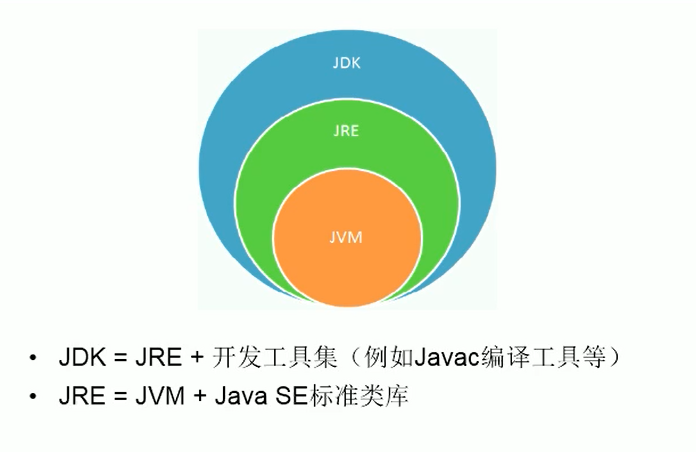 JDK
JRE
JVM
• JDK = JRE + 开发工具集（例如Javac编译工具等）
• JRE = JVM + Java SE标准类库